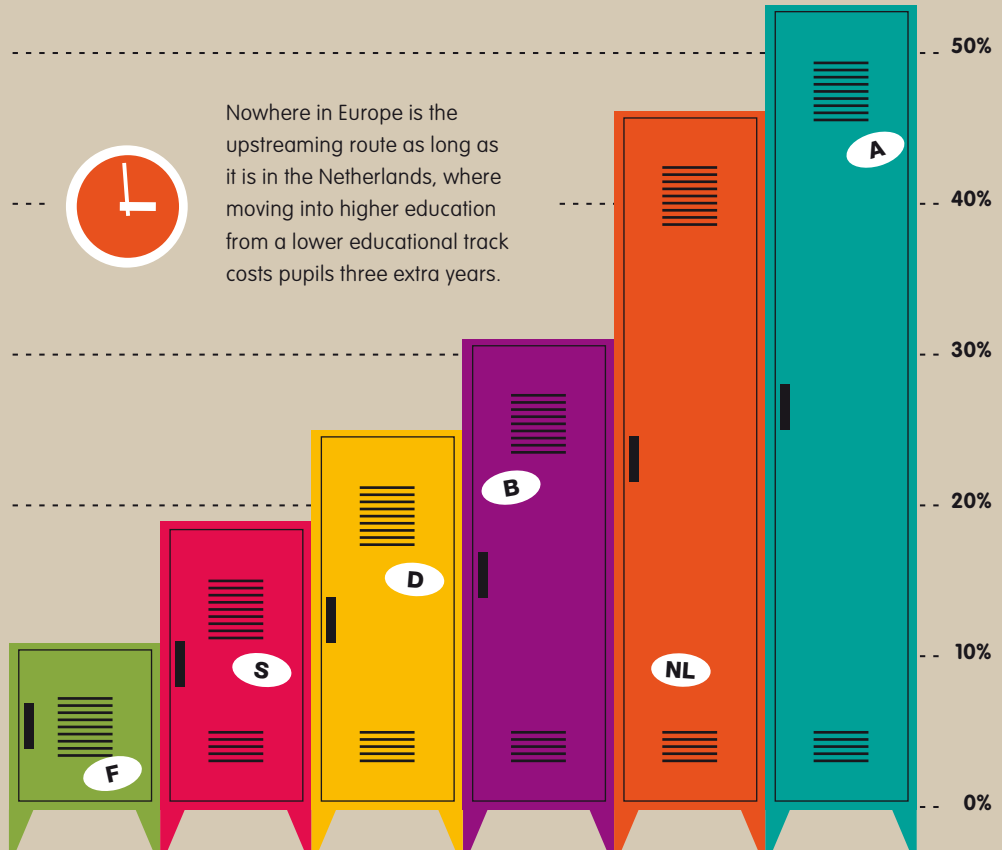 50%
A
Nowhere in Europe is the
upstreaming route as long as
it is in the Netherlands, where
moving into higher education
from a lower educational track
costs pupils three extra years.
40%
30%
B
20%
D
S
NL
10%
F
0%